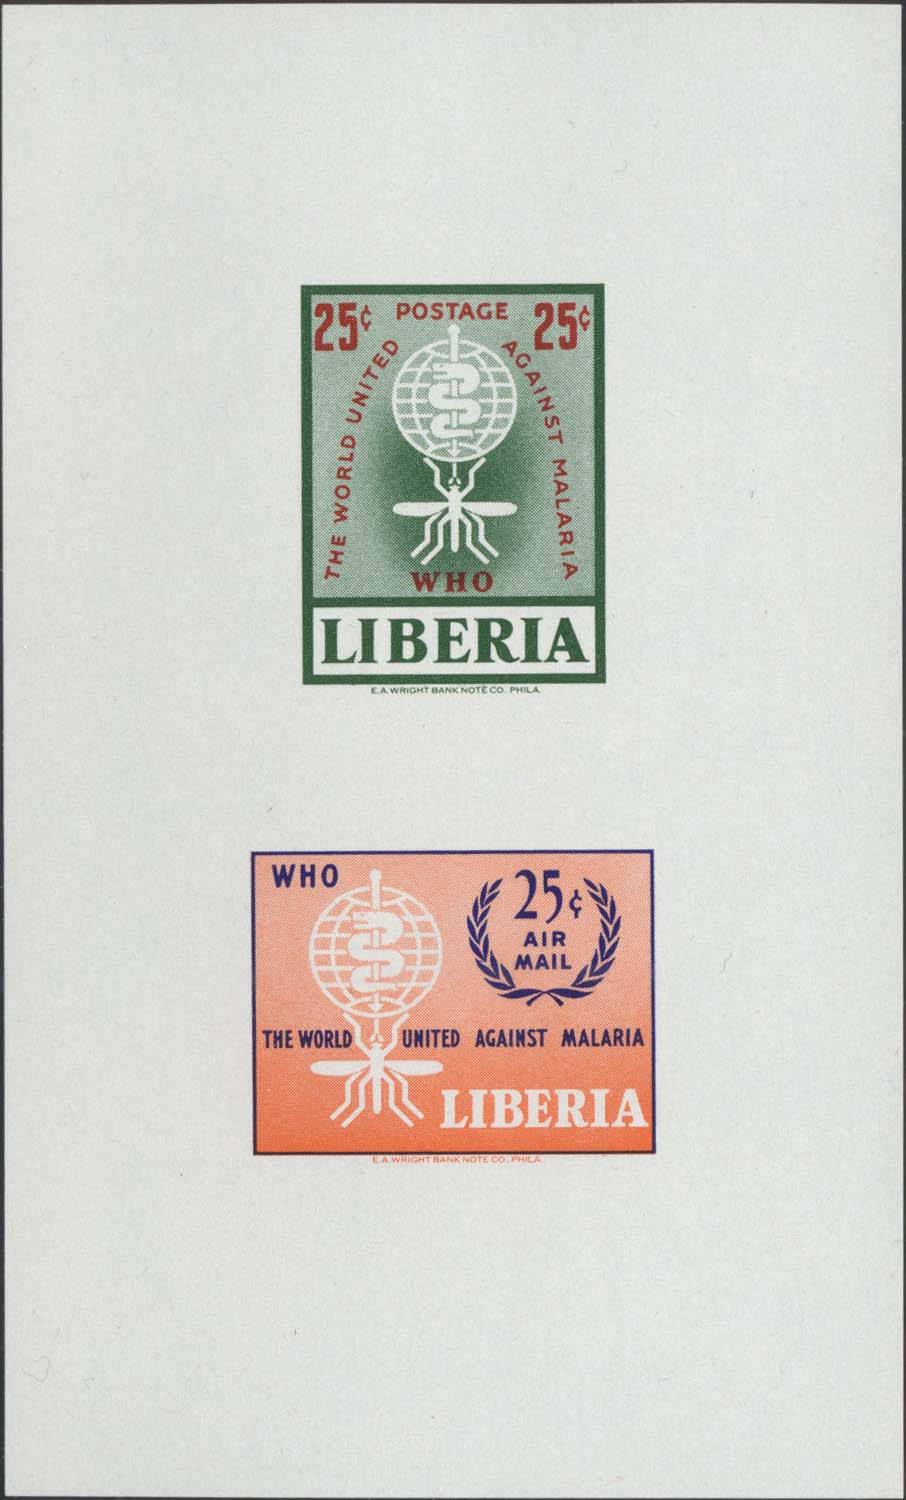 25¢ POSTAGE 25¢
THE WORLD UNITED AGAINST MALARIA
WHO
LIBERIA
E.A. WRIGHT BANK NOTE CO. PHILA.
WHO
25¢
AIR
MAIL
THE WORLD UNITED AGAINST MALARIA
LIBERIA
E.A. WRIGHT BANK NOTE CO. PHILA.